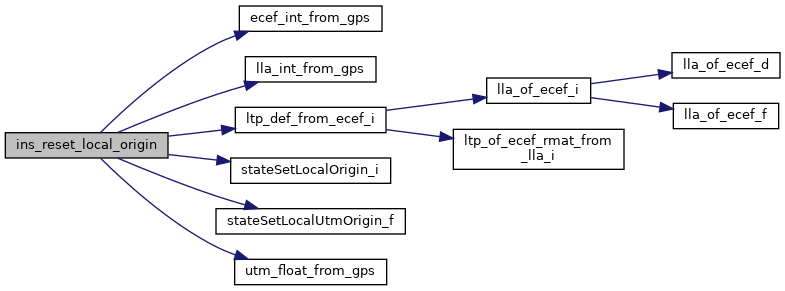 ins_reset_local_origin
ecef_int_from_gps
lla_int_from_gps
ltp_def_from_ecef_i
stateSetLocalOrigin_i
stateSetLocalUtmOrigin_f
utm_float_from_gps
lla_of_ecef_i
ltp_of_ecef_rmat_from
_lla_i
lla_of_ecef_d
lla_of_ecef_f